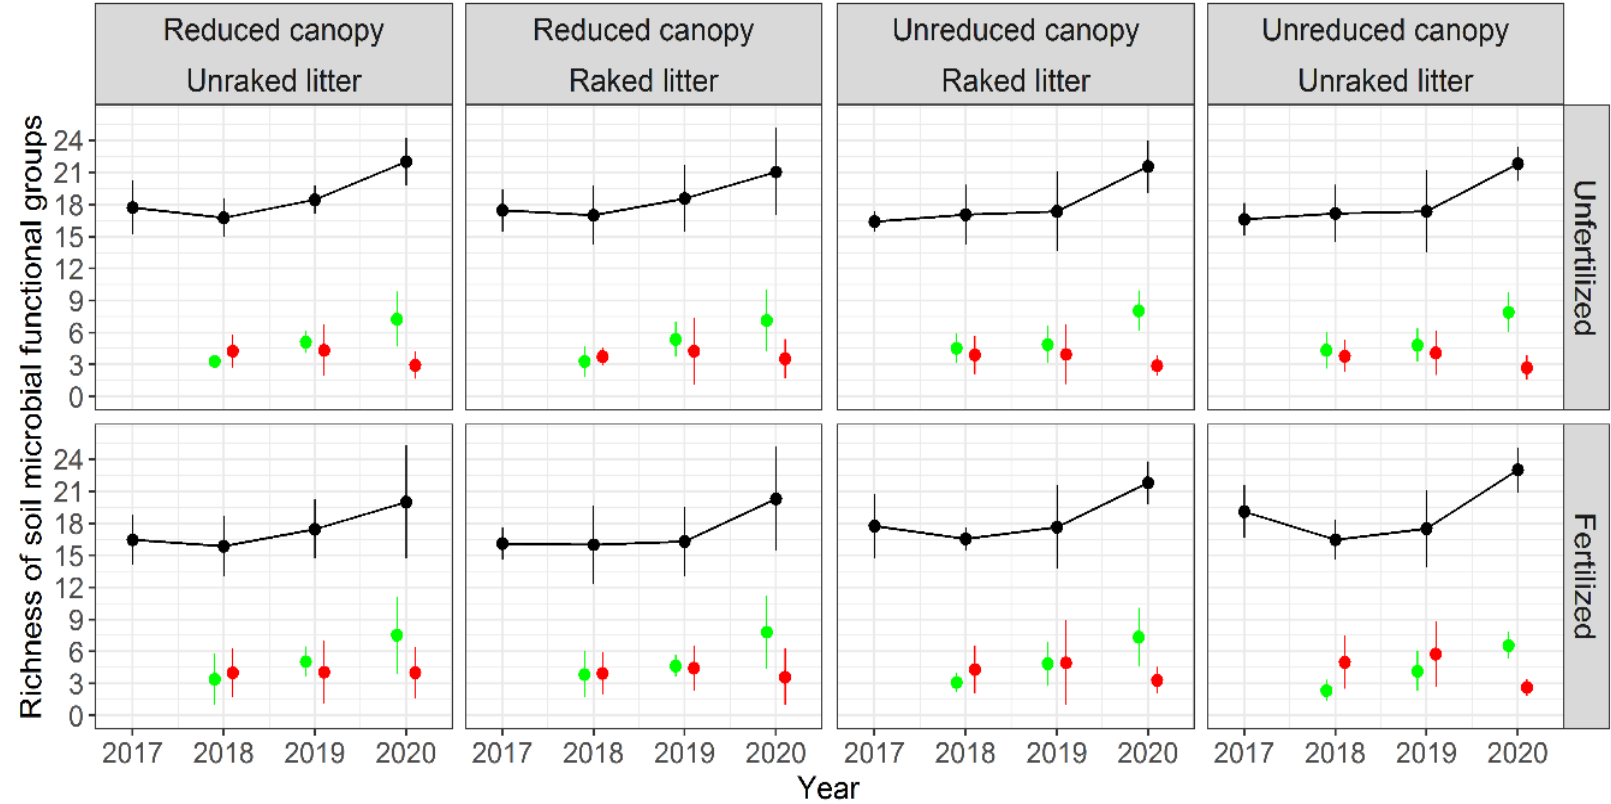 Reduced canopy
Unraked litter
Reduced canopy
Raked litter
Unreduced canopy
Raked litter
Unreduced canopy
Unraked litter
Richness of soil microbial functional groups
24
21
18
15
12
9
6
3
0
Unfertilized
24
21
18
15
12
9
6
3
0
Fertilized
2017 2018 2019 2020
2017 2018 2019 2020
2017 2018 2019 2020
2017 2018 2019 2020
Year